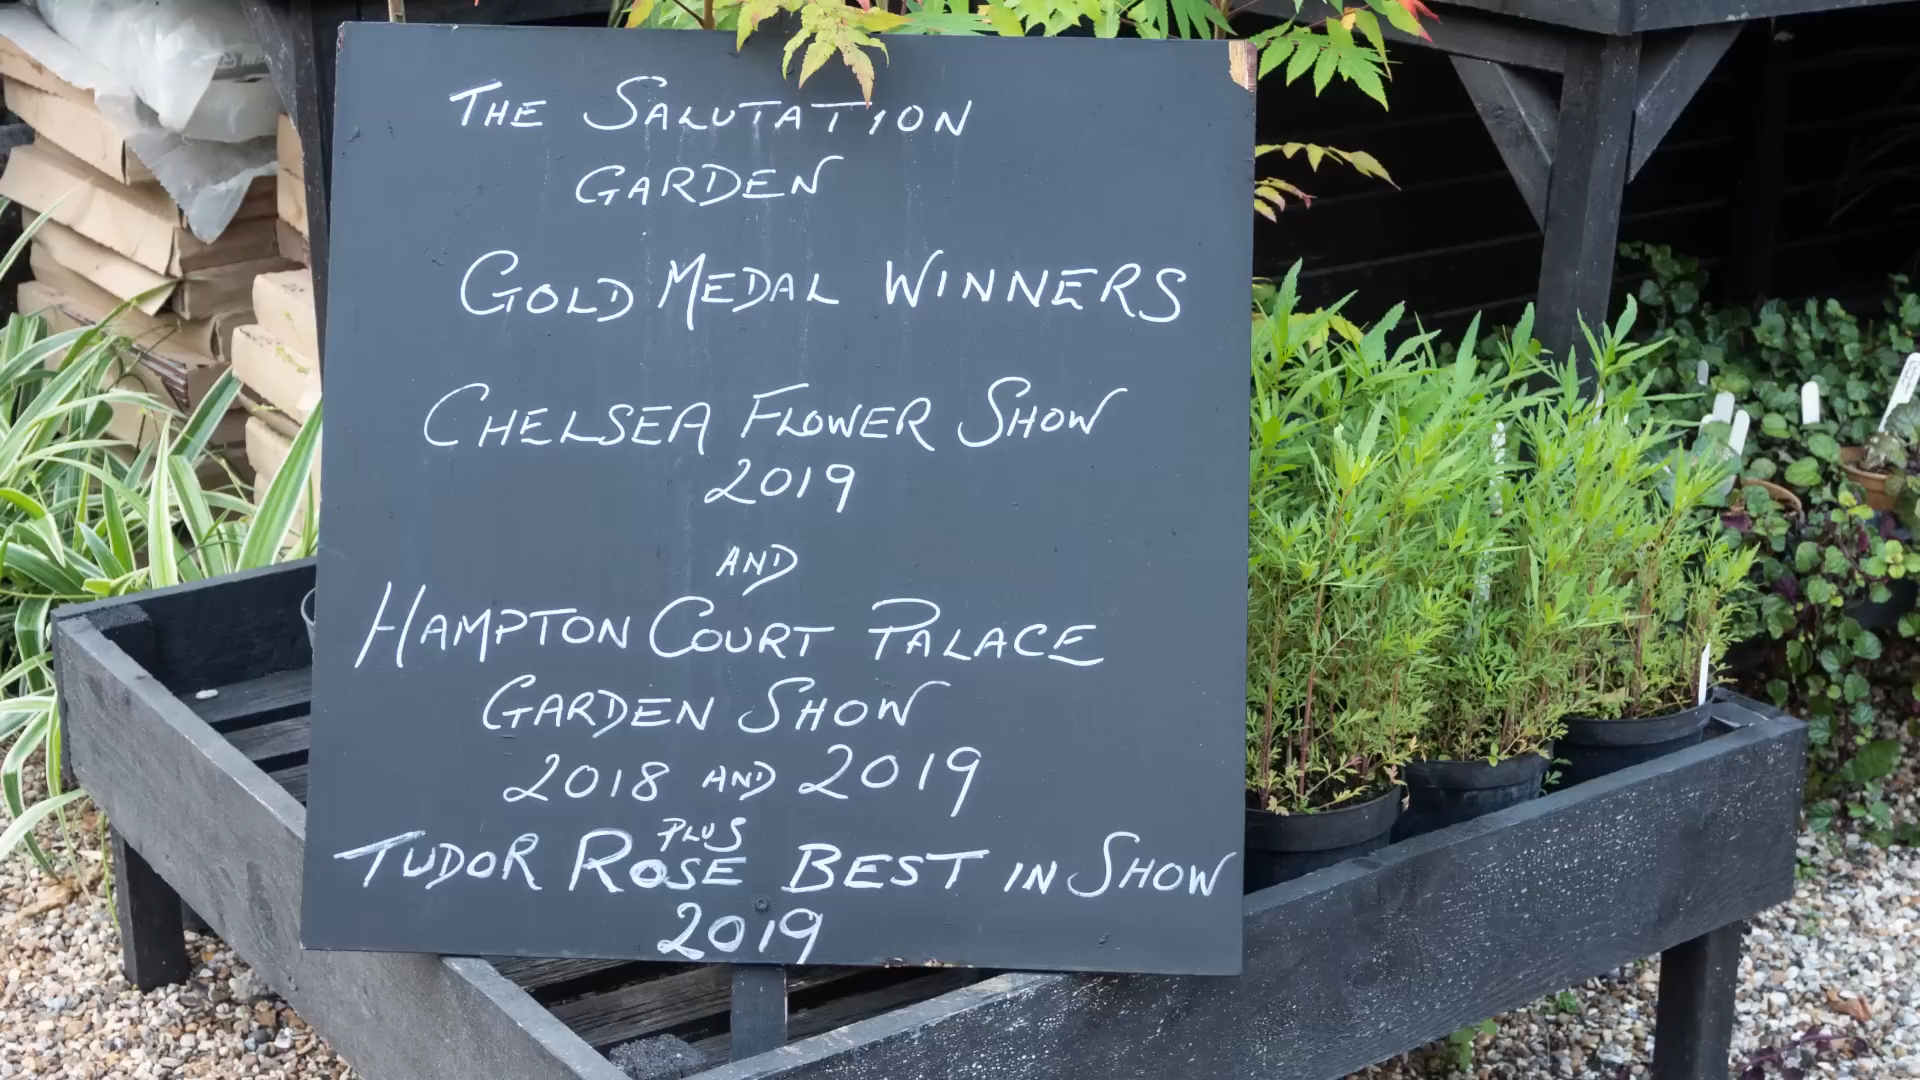 THE SALUTATION
GARDEN
GOLD MEDAL WINNERS
CHELSEA FLOWER SHOW
2019
AND
HAMPTON COURT PALACE
GARDEN SHOW
2018 AND 2019
PLUS
TUDOR ROSE BEST IN SHOW
2019